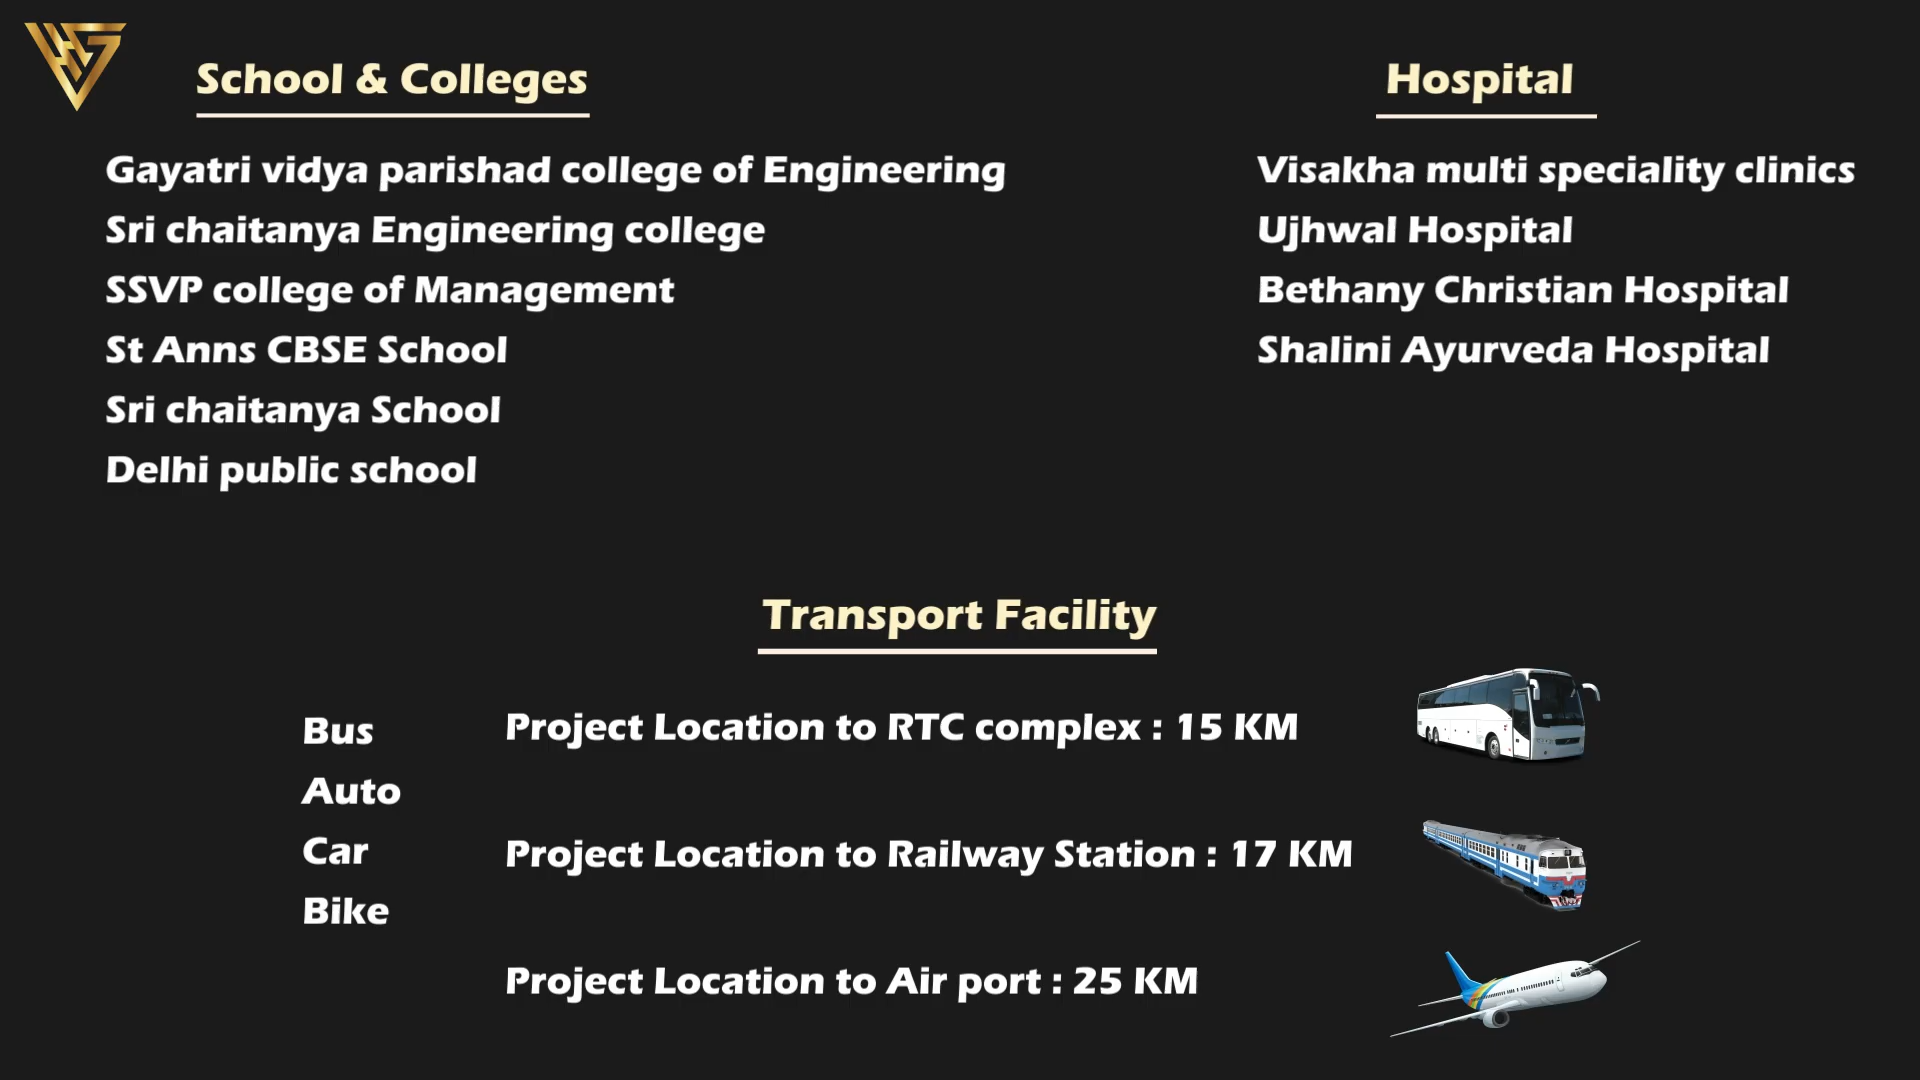 School & Colleges
Gayatri vidya parishad college of Engineering
Sri chaitanya Engineering college
SSVP college of Management
St Anns CBSE School
Sri chaitanya School
Delhi public school
Hospital
Visakha multi speciality clinics
Ujhwal Hospital
Bethany Christian Hospital
Shalini Ayurveda Hospital
Transport Facility
Bus
Auto
Car
Bike
Project Location to RTC complex : 15 KM
Project Location to Railway Station : 17 KM
Project Location to Air port : 25 KM